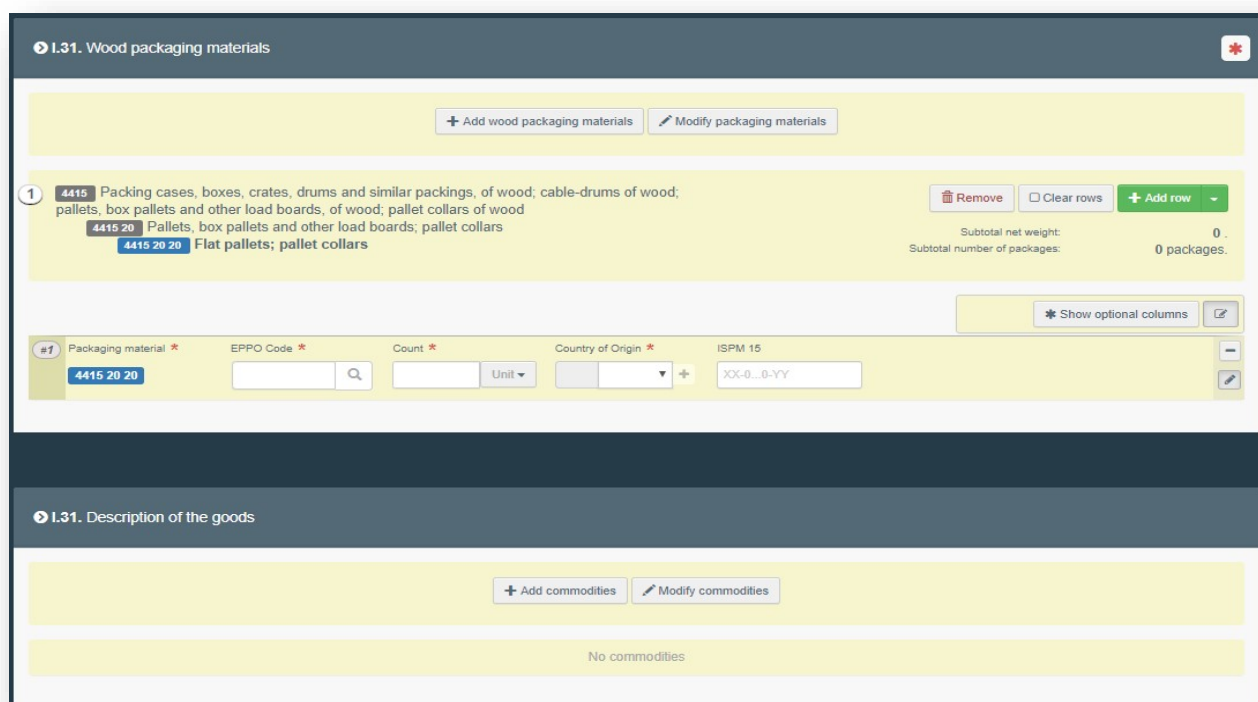 I.31. Wood packaging materials
Add wood packaging materials
Modify packaging materials
1
4415 Packing cases, boxes, crates, drums and similar packings, of wood; cable-drums of wood;
pallets, box pallets and other load boards, of wood; pallet collars of wood
4415 20 Pallets, box pallets and other load boards; pallet collars
4415 20 20 Flat pallets; pallet collars
Remove
Clear rows
Add row
Subtotal net weight: 0 .
Subtotal number of packages: 0 packages.
Show optional columns
#1
Packaging material * EPPO Code * Count * Country of Origin * ISPM 15
4415 20 20 Unit XX-0...0-YY
I.31. Description of the goods
Add commodities
Modify commodities
No commodities